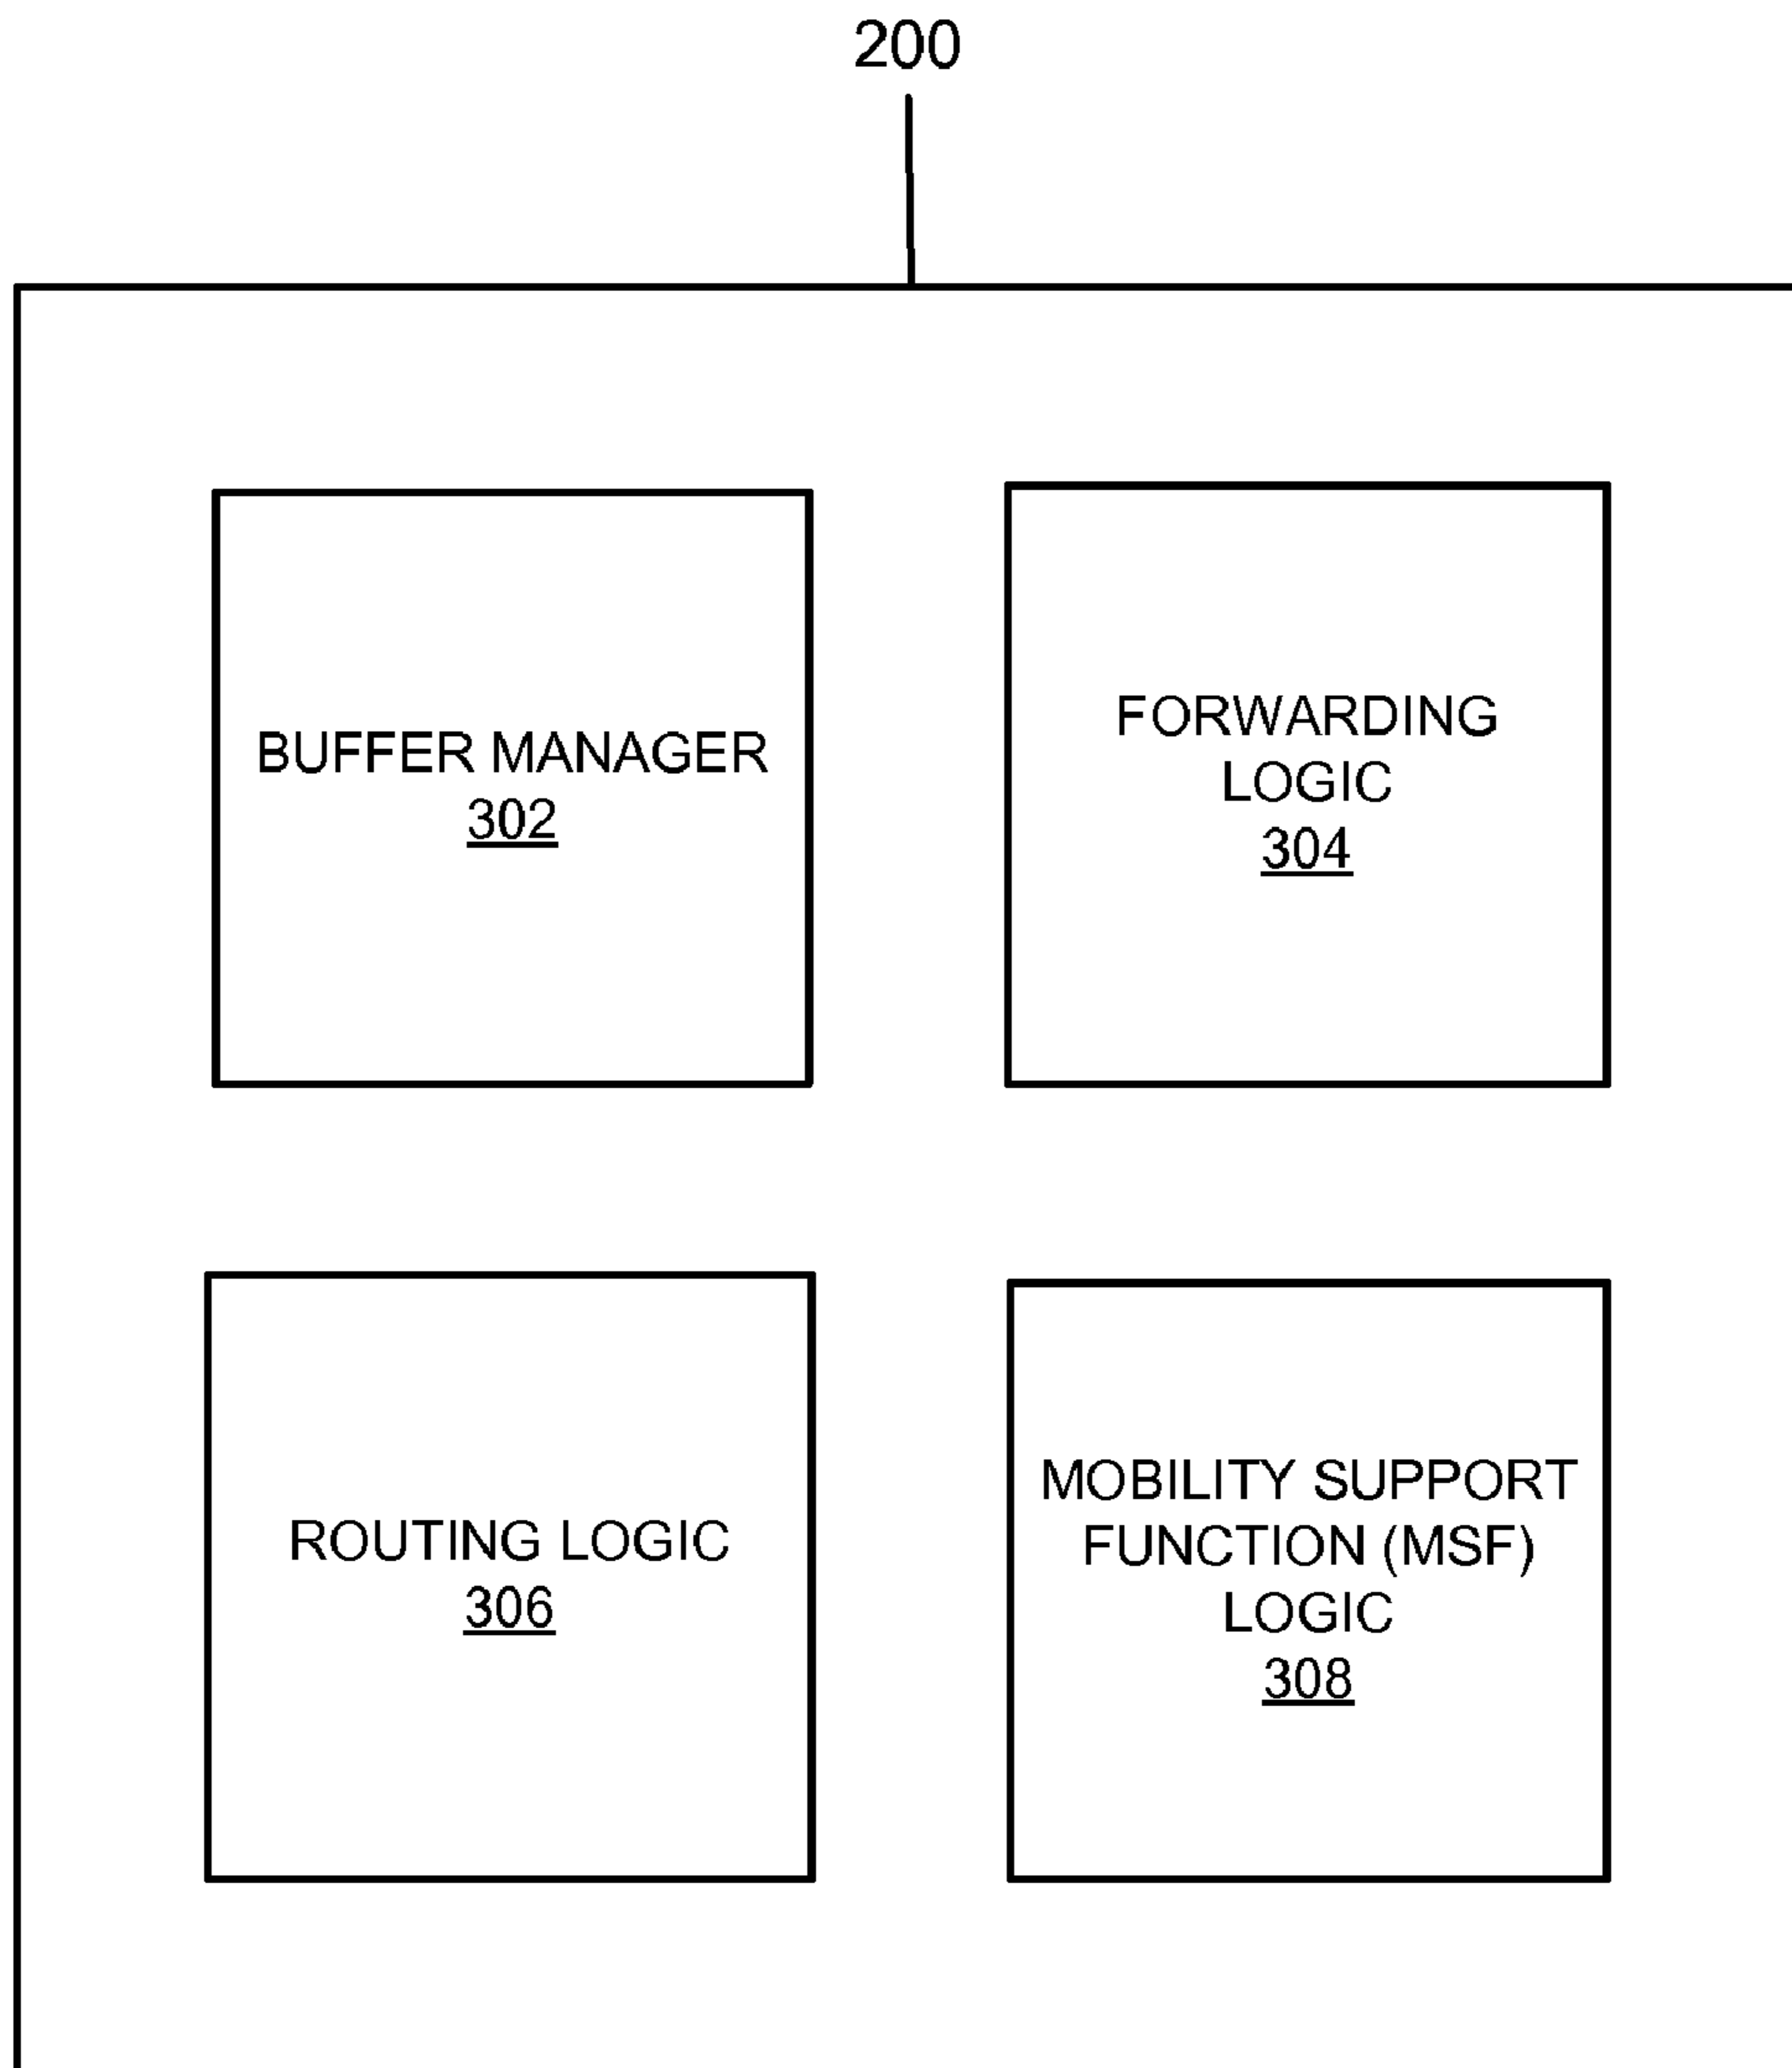 200
BUFFER MANAGER
302
FORWARDING
LOGIC
304
ROUTING LOGIC
306
MOBILITY SUPPORT
FUNCTION (MSF)
LOGIC
308